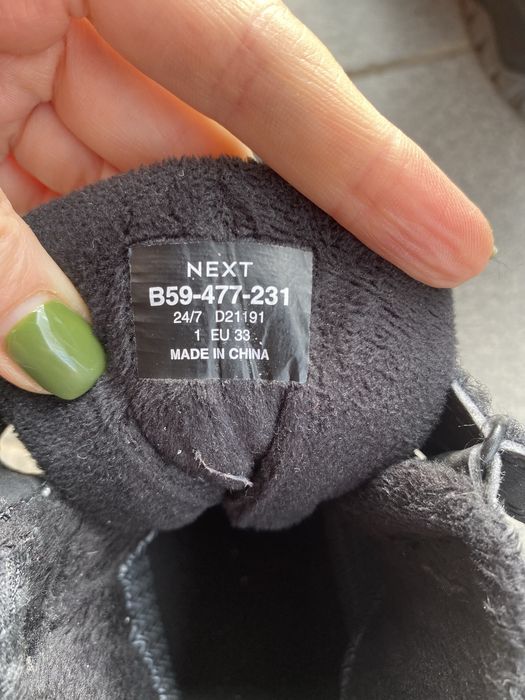 NEXT
B59-477-231
24/7 D21191
1 EU 33
MADE IN CHINA